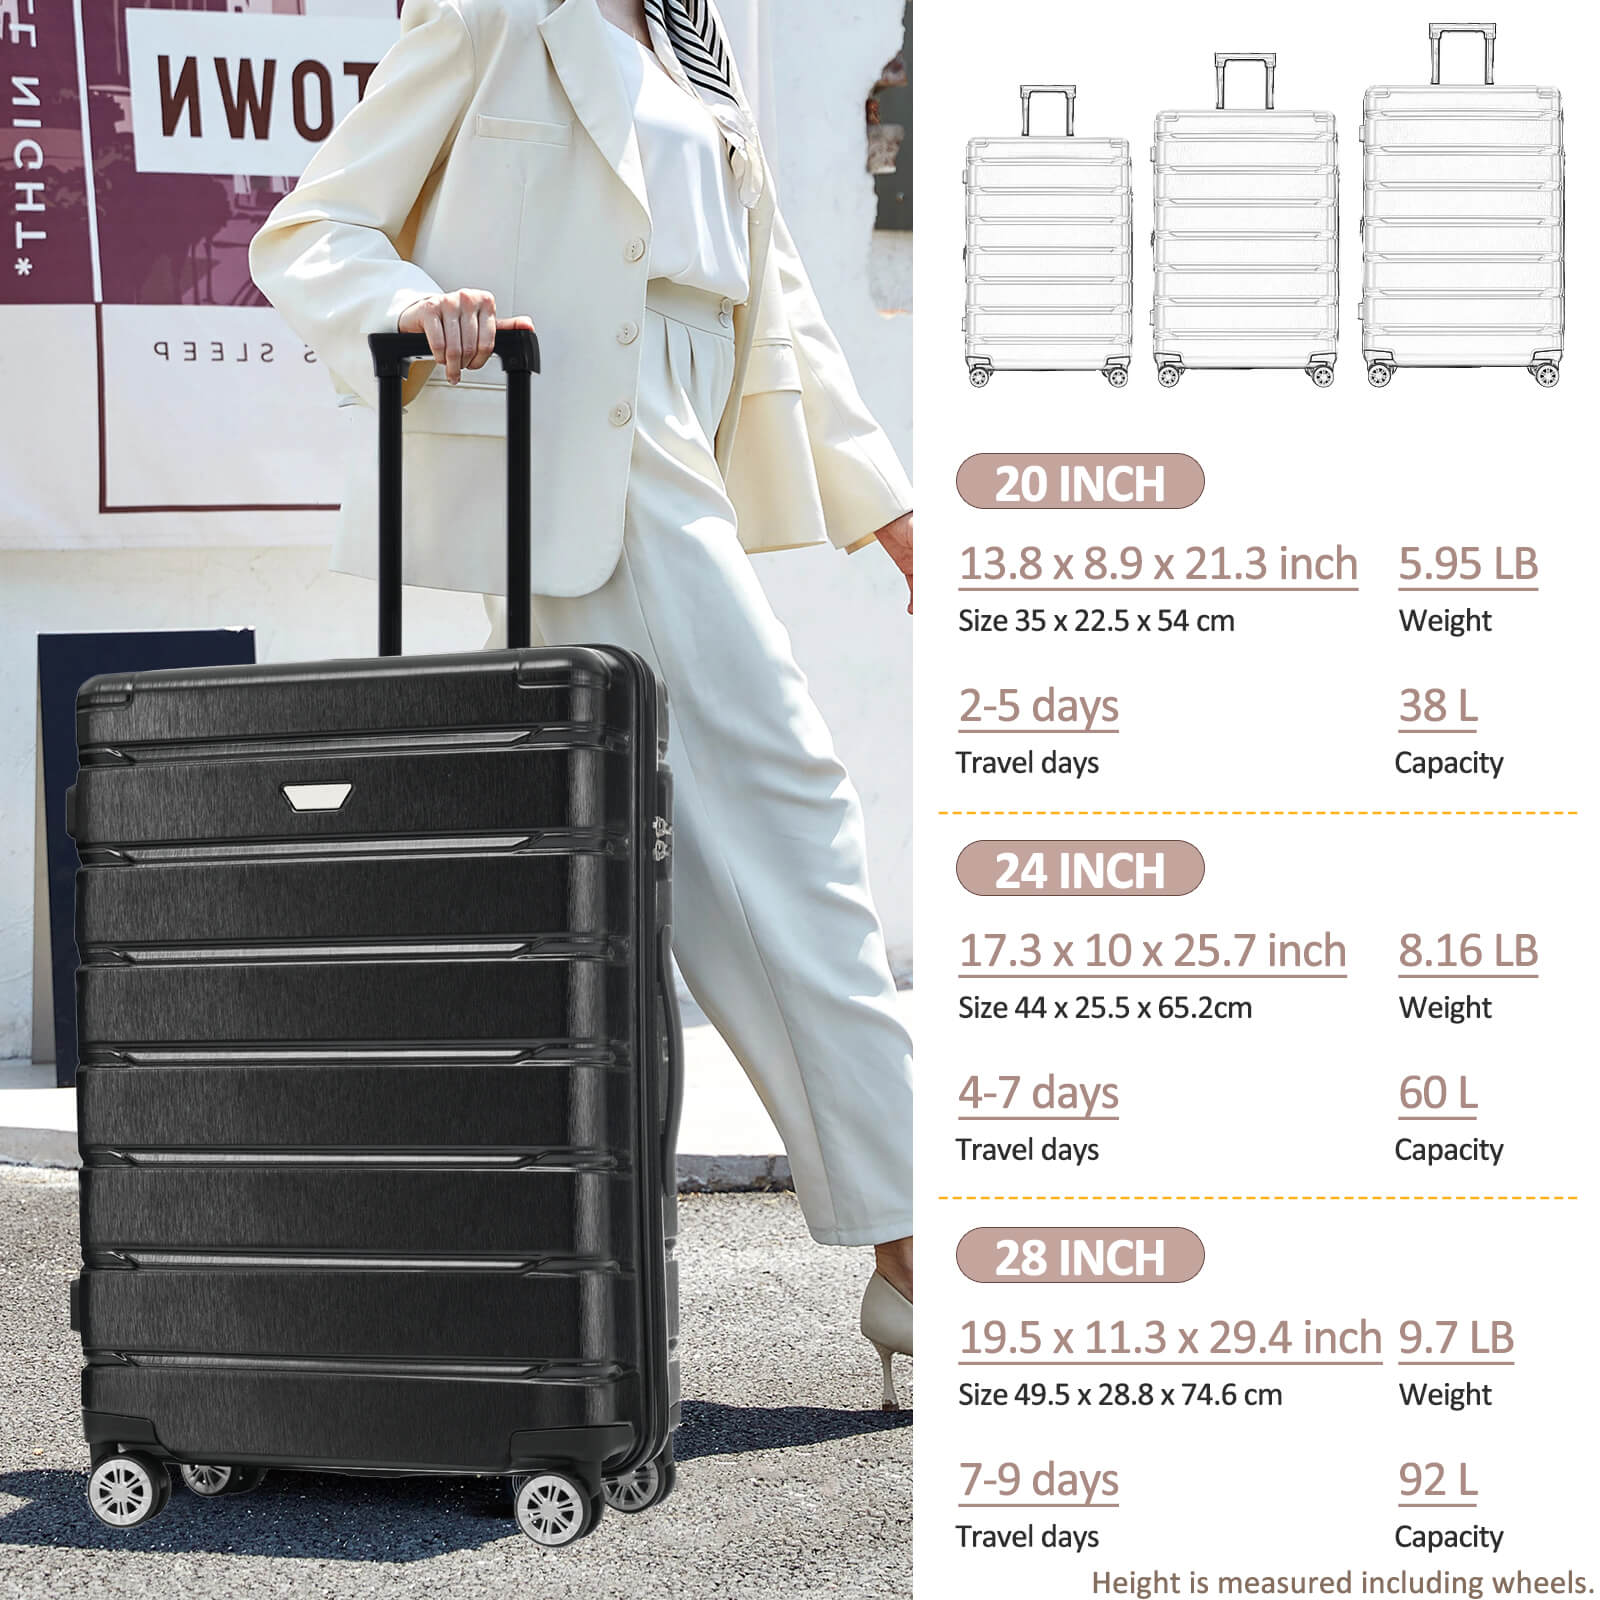 NIGHT*
TOWN
S SLEEP
20 INCH
13.8 x 8.9 x 21.3 inch
5.95 LB
Size 35 x 22.5 x 54 cm
Weight
2-5 days
38 L
Travel days
Capacity
24 INCH
17.3 x 10 x 25.7 inch
8.16 LB
Size 44 x 25.5 x 65.2cm
Weight
4-7 days
60 L
Travel days
Capacity
28 INCH
19.5 x 11.3 x 29.4 inch
9.7 LB
Size 49.5 x 28.8 x 74.6 cm
Weight
7-9 days
92 L
Travel days
Capacity
Height is measured including wheels.